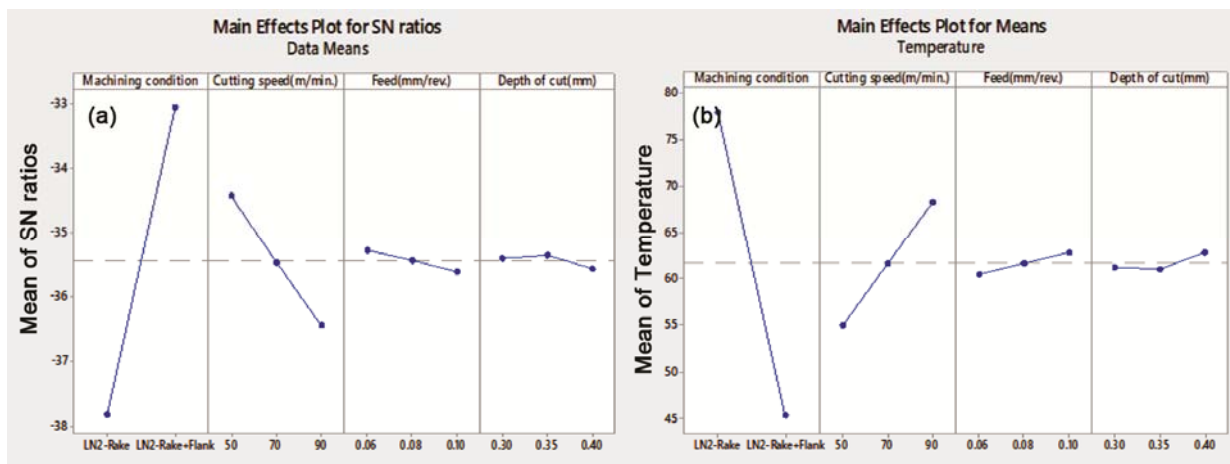 Main Effects Plot for SN ratios
Data Means
Machining condition Cutting speed(m/min.) Feed(mm/rev.) Depth of cut(mm)
(a)
Mean of SN ratios
-33
-34
-35
-36
-37
-38
LN2-Rake LN2-Rake+Flank 50 70 90 0.06 0.08 0.10 0.30 0.35 0.40
Main Effects Plot for Means
Temperature
Machining condition Cutting speed(m/min.) Feed(mm/rev.) Depth of cut(mm)
(b)
Mean of Temperature
80
75
70
65
60
55
50
45
LN2-Rake LN2-Rake+Flank 50 70 90 0.06 0.08 0.10 0.30 0.35 0.40